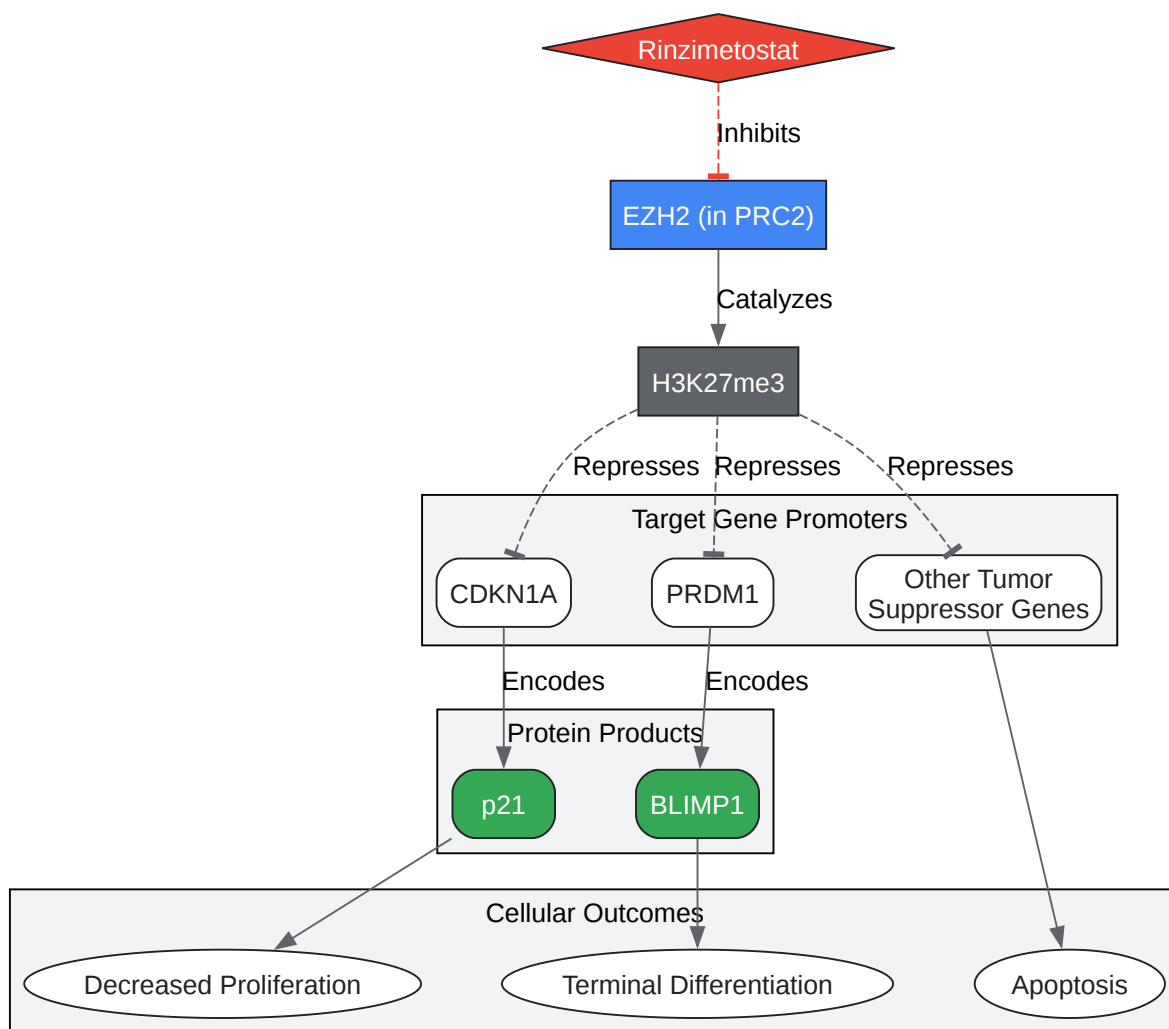 Rinzimetostat
Inhibits
EZH2 (in PRC2)
Catalyzes
H3K27me3
Represses
Represses
Represses
Target Gene Promoters
CDKN1A
PRDM1
Other Tumor
Suppressor Genes
Encodes
Encodes
Protein Products
p21
BLIMP1
Cellular Outcomes
Decreased Proliferation
Terminal Differentiation
Apoptosis